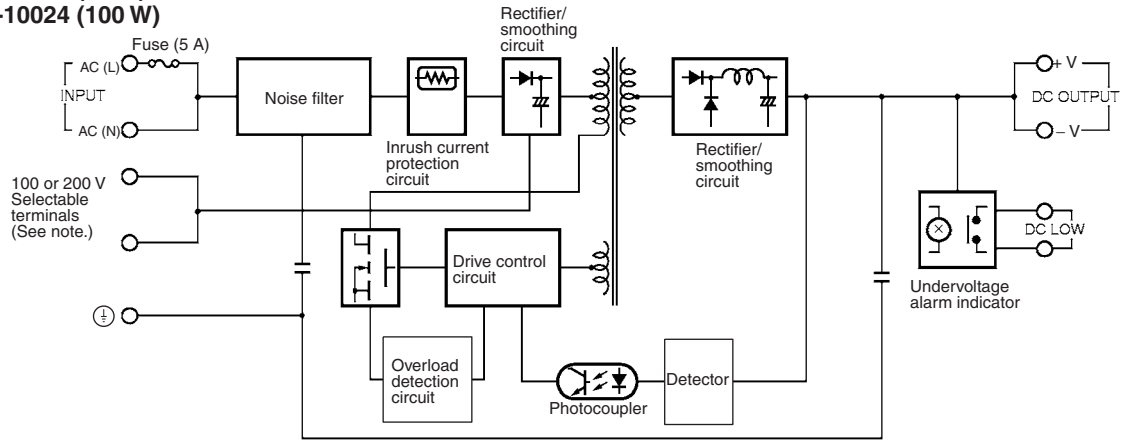 -10024 (100 W)
Rectifier/
smoothing
circuit
Fuse (5 A)
AC (L)
INPUT
AC (N)
Noise filter
Inrush current
protection
circuit
Rectifier/
smoothing
circuit
+ V
DC OUTPUT
– V
100 or 200 V
Selectable
terminals
(See note.)
Drive control
circuit
DC LOW
Undervoltage
alarm indicator
Overload
detection
circuit
Photocoupler
Detector